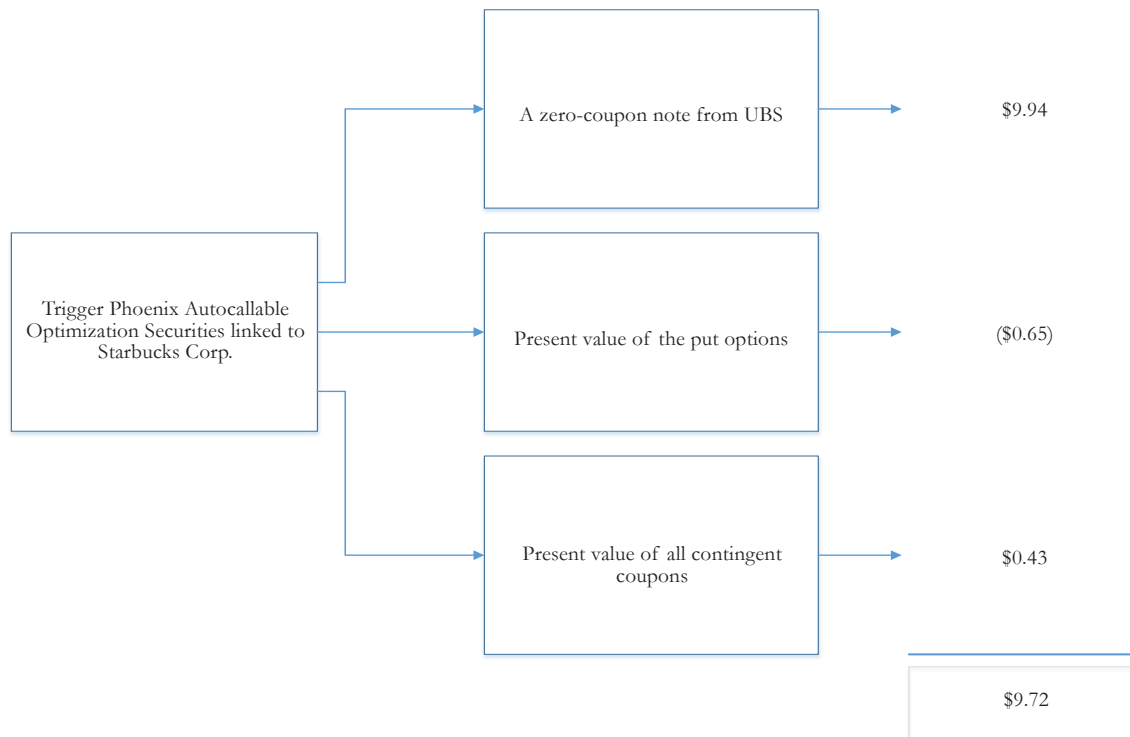 A zero-coupon note from UBS
$9.94
Trigger Phoenix Autocallable
Optimization Securities linked to
Starbucks Corp.
Present value of the put options
($0.65)
Present value of all contingent
coupons
$0.43
$9.72